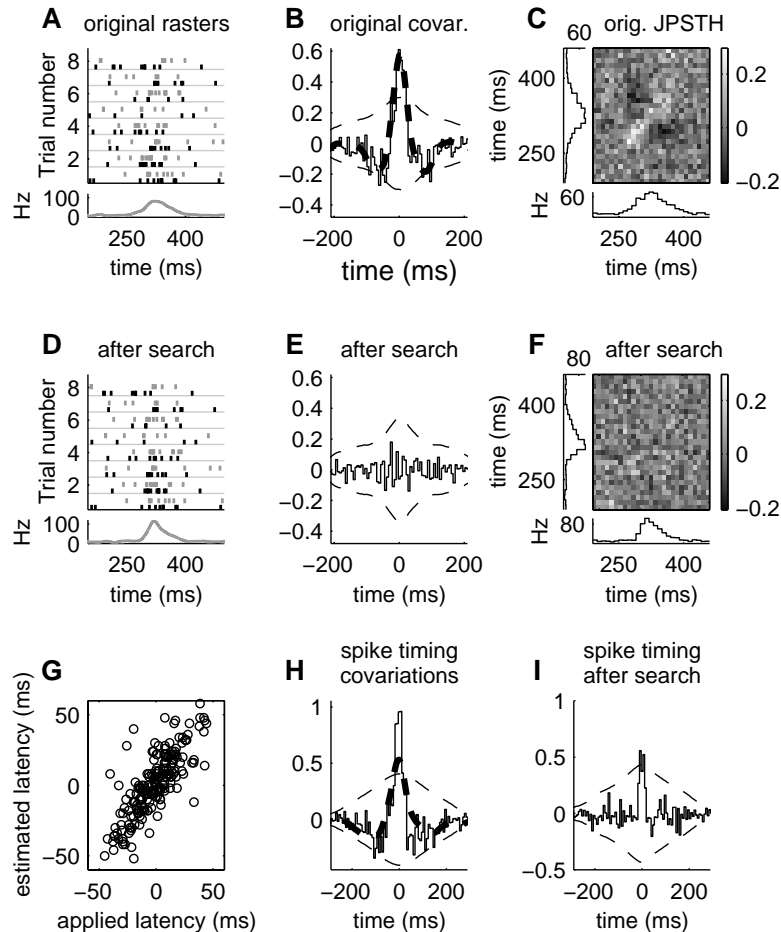 A original rasters
Trial number
8
6
4
2
Hz
100
0
250 400
time (ms)
B original covar.
0.6
0.4
0.2
0
−0.2
−0.4
−200 0 200
time (ms)
C orig. JPSTH
60
time (ms)
400
250
Hz
60
250 400
time (ms)
0.2
0
−0.2
D after search
Trial number
8
6
4
2
Hz
100
0
250 400
time (ms)
E after search
0.6
0.4
0.2
0
−0.2
−0.4
−200 0 200
time (ms)
F after search
80
time (ms)
400
250
Hz
80
250 400
time (ms)
0.2
0
−0.2
G
estimated latency (ms)
50
0
−50
−50 0 50
applied latency (ms)
H spike timing
covariations
1
0.5
0
−200 0 200
time (ms)
I spike timing
after search
1
0.5
0
−0.5
−200 0 200
time (ms)